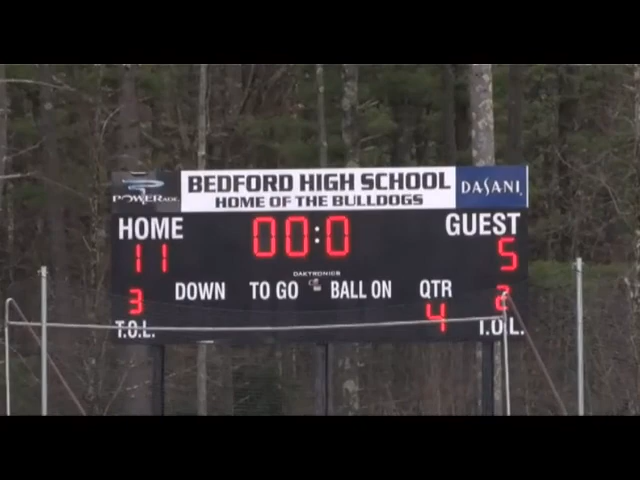 POWERADE
BEDFORD HIGH SCHOOL
HOME OF THE BULLDOGS
DASANI
HOME 00:0 GUEST
11 5
DAKTRONICS
3 DOWN TO GO BALL ON QTR 2
T.O.L. 4 T.O.L.